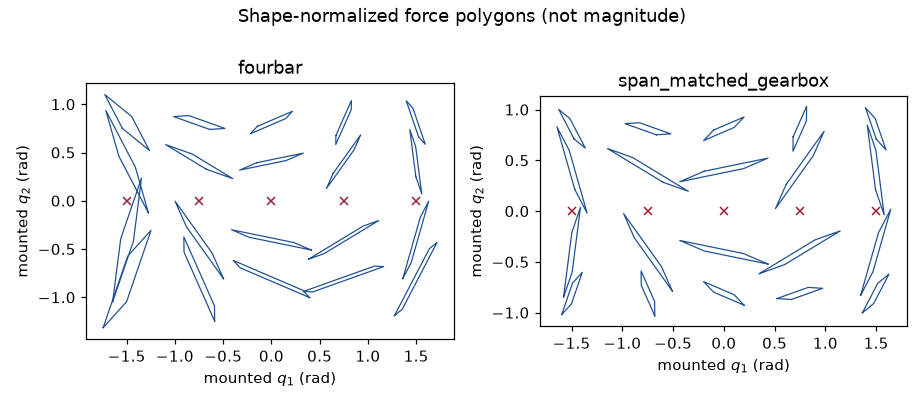 Shape-normalized force polygons (not magnitude)
fourbar
1.0
0.5
0.0
−0.5
−1.0
mounted q₂ (rad)
−1.5 −1.0 −0.5 0.0 0.5 1.0 1.5
mounted q₁ (rad)
span_matched_gearbox
1.0
0.5
0.0
−0.5
−1.0
mounted q₂ (rad)
−1.5 −1.0 −0.5 0.0 0.5 1.0 1.5
mounted q₁ (rad)